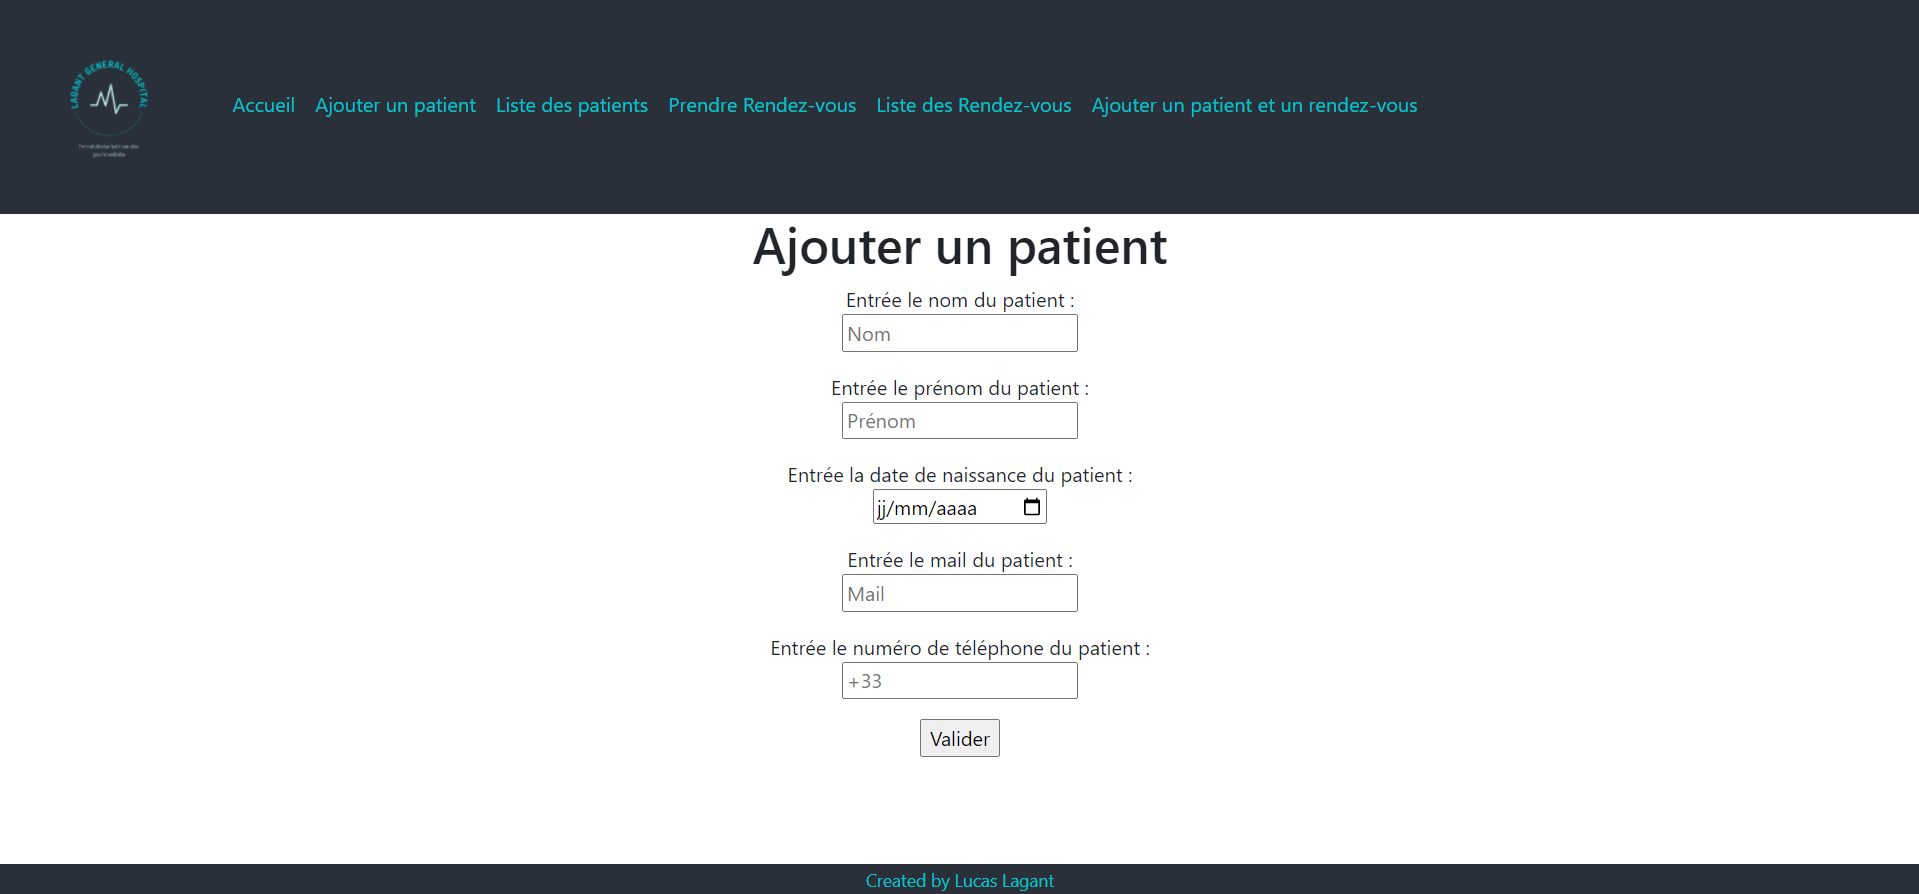 LAGANT GENERAL HOSPITAL
Accueil Ajouter un patient Liste des patients Prendre Rendez-vous Liste des Rendez-vous Ajouter un patient et un rendez-vous
Ajouter un patient
Entrée le nom du patient :
Nom
Entrée le prénom du patient :
Prénom
Entrée la date de naissance du patient :
jj/mm/aaaa
Entrée le mail du patient :
Mail
Entrée le numéro de téléphone du patient :
+33
Valider
Created by Lucas Lagant